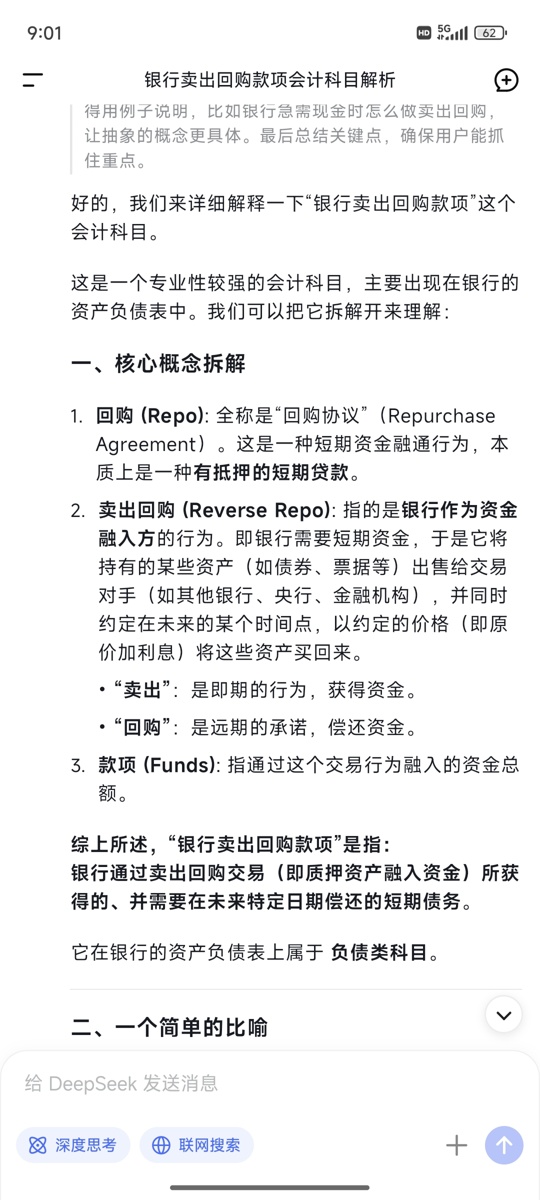 9:01
HD 5G 62
银行卖出回购款项会计科目解析
得用例子说明，比如银行急需现金时怎么做卖出回购，
让抽象的概念更具体。最后总结关键点，确保用户能抓
住重点。
好的，我们来详细解释一下“银行卖出回购款项”这个
会计科目。
这是一个专业性较强的会计科目，主要出现在银行的
资产负债表中。我们可以把它拆解开来理解：
一、核心概念拆解
1. 回购 (Repo): 全称是“回购协议”（Repurchase
Agreement）。这是一种短期资金融通行为，本
质上是一种有抵押的短期贷款。
2. 卖出回购 (Reverse Repo): 指的是银行作为资金
融入方的行为。即银行需要短期资金，于是它将
持有的某些资产（如债券、票据等）出售给交易
对手（如其他银行、央行、金融机构），并同时
约定在未来的某个时间点，以约定的价格（即原
价加利息）将这些资产买回来。
• “卖出”：是即期的行为，获得资金。
• “回购”：是远期的承诺，偿还资金。
3. 款项 (Funds): 指通过这个交易行为融入的资金总
额。
综上所述，“银行卖出回购款项”是指：
银行通过卖出回购交易（即质押资产融入资金）所获
得的、并需要在未来特定日期偿还的短期债务。
它在银行的资产负债表上属于 负债类科目。
二、一个简单的比喻
给 DeepSeek 发送消息
深度思考
联网搜索